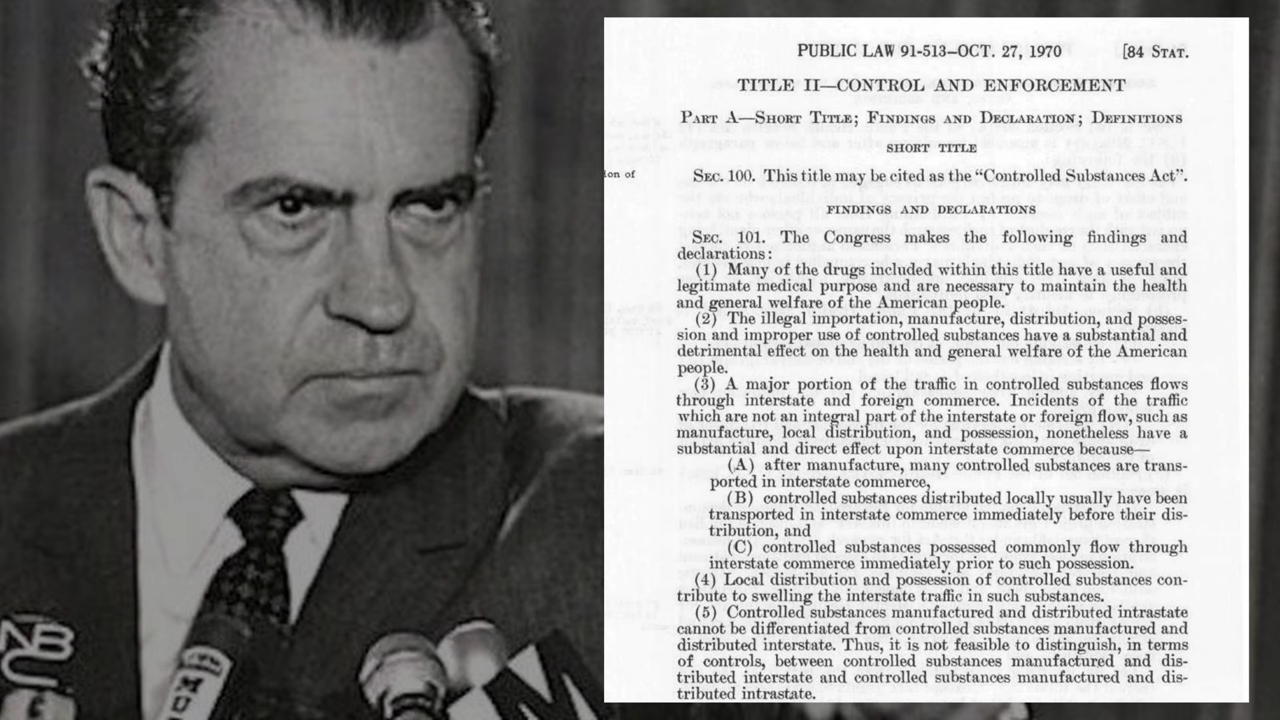 PUBLIC LAW 91-513-OCT. 27, 1970 [84 STAT.
TITLE II—CONTROL AND ENFORCEMENT
PART A—SHORT TITLE; FINDINGS AND DECLARATION; DEFINITIONS
SHORT TITLE
ion of
SEC. 100. This title may be cited as the “Controlled Substances Act”.
FINDINGS AND DECLARATIONS
SEC. 101. The Congress makes the following findings and
declarations:
(1) Many of the drugs included within this title have a useful and
legitimate medical purpose and are necessary to maintain the health
and general welfare of the American people.
(2) The illegal importation, manufacture, distribution, and posses-
sion and improper use of controlled substances have a substantial and
detrimental effect on the health and general welfare of the American
people.
(3) A major portion of the traffic in controlled substances flows
through interstate and foreign commerce. Incidents of the traffic
which are not an integral part of the interstate or foreign flow, such as
manufacture, local distribution, and possession, nonetheless have a
substantial and direct effect upon interstate commerce because—
(A) after manufacture, many controlled substances are trans-
ported in interstate commerce,
(B) controlled substances distributed locally usually have been
transported in interstate commerce immediately before their dis-
tribution, and
(C) controlled substances possessed commonly flow through
interstate commerce immediately prior to such possession.
(4) Local distribution and possession of controlled substances con-
tribute to swelling the interstate traffic in such substances.
(5) Controlled substances manufactured and distributed intrastate
cannot be differentiated from controlled substances manufactured and
distributed interstate. Thus, it is not feasible to distinguish, in terms
of controls, between controlled substances manufactured and dis-
tributed interstate and controlled substances manufactured and dis-
tributed intrastate.
NBC